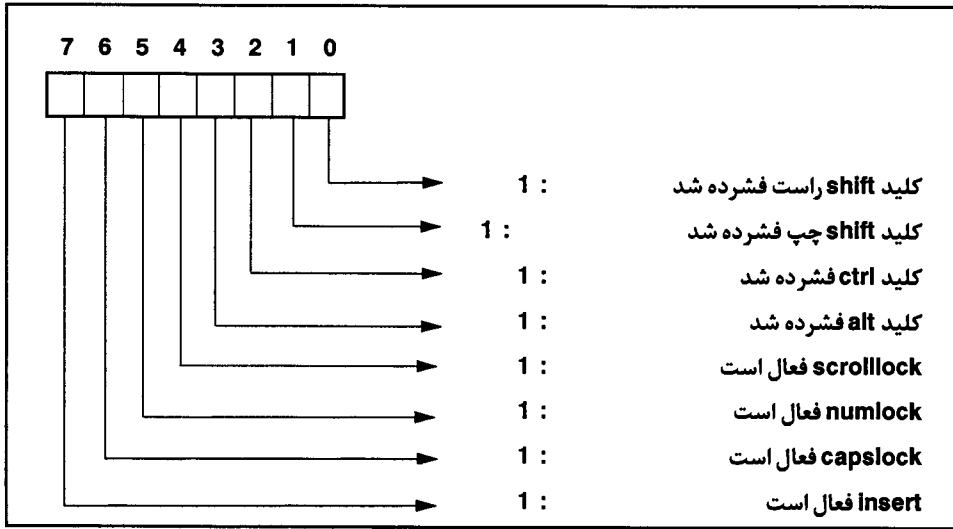 7 6 5 4 3 2 1 0
کلید shift راست فشرده شد : 1
کلید shift چپ فشرده شد : 1
کلید ctrl فشرده شد : 1
کلید alt فشرده شد : 1
scrolllock فعال است : 1
numlock فعال است : 1
capslock فعال است : 1
insert فعال است : 1